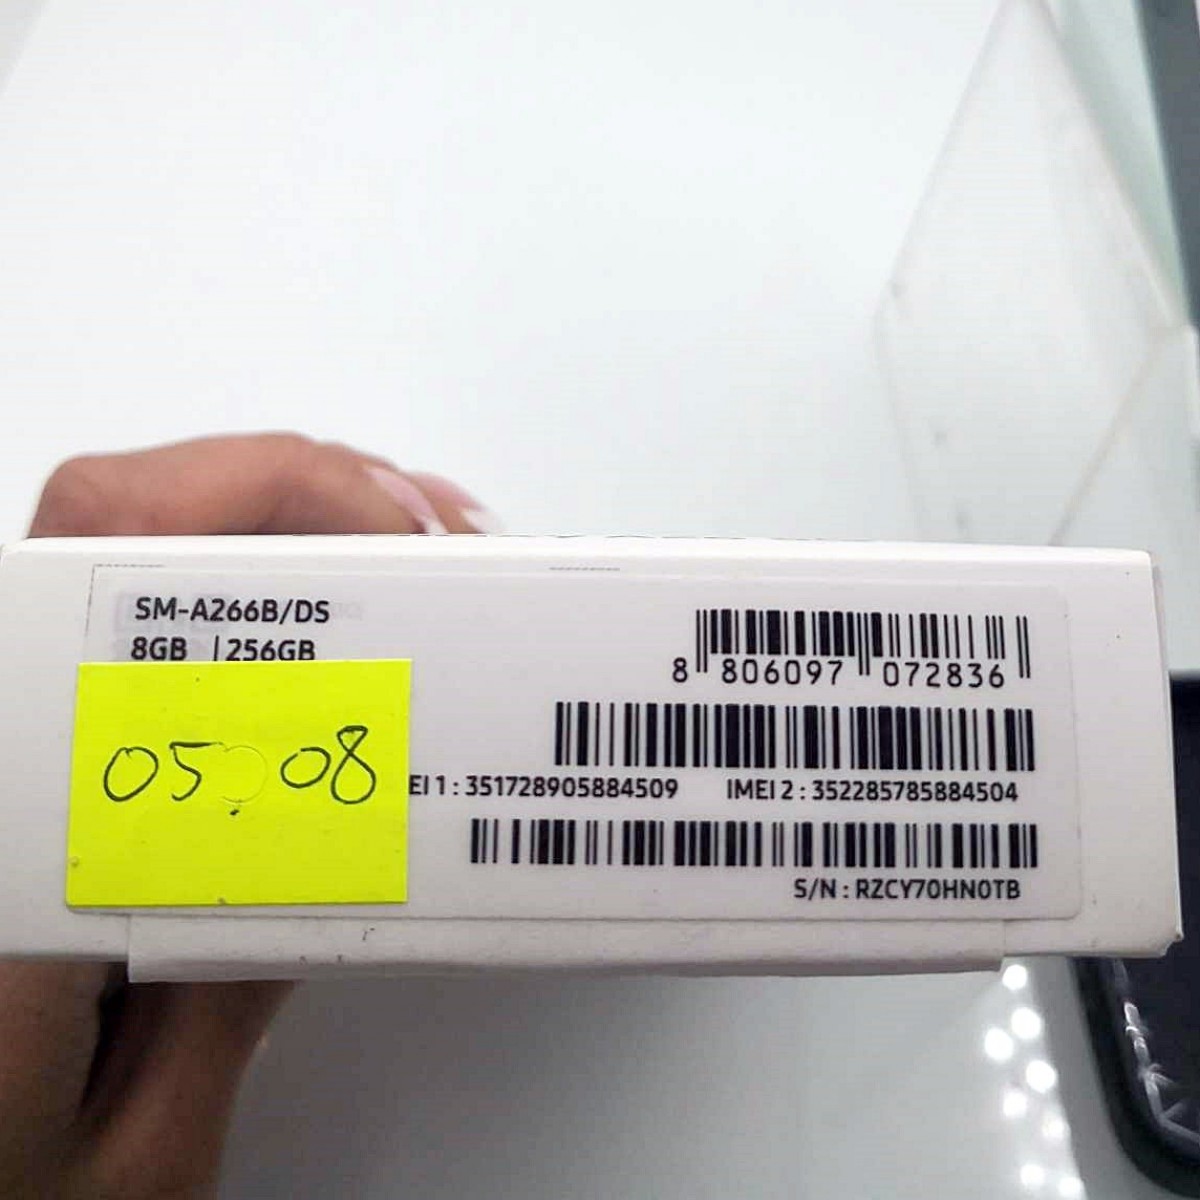 SM-A266B/DS
8GB | 256GB
8 806097 072836
05 08
EI 1 : 351728905884509 IMEI 2 : 352285785884504
S/N : RZCY70HN0TB